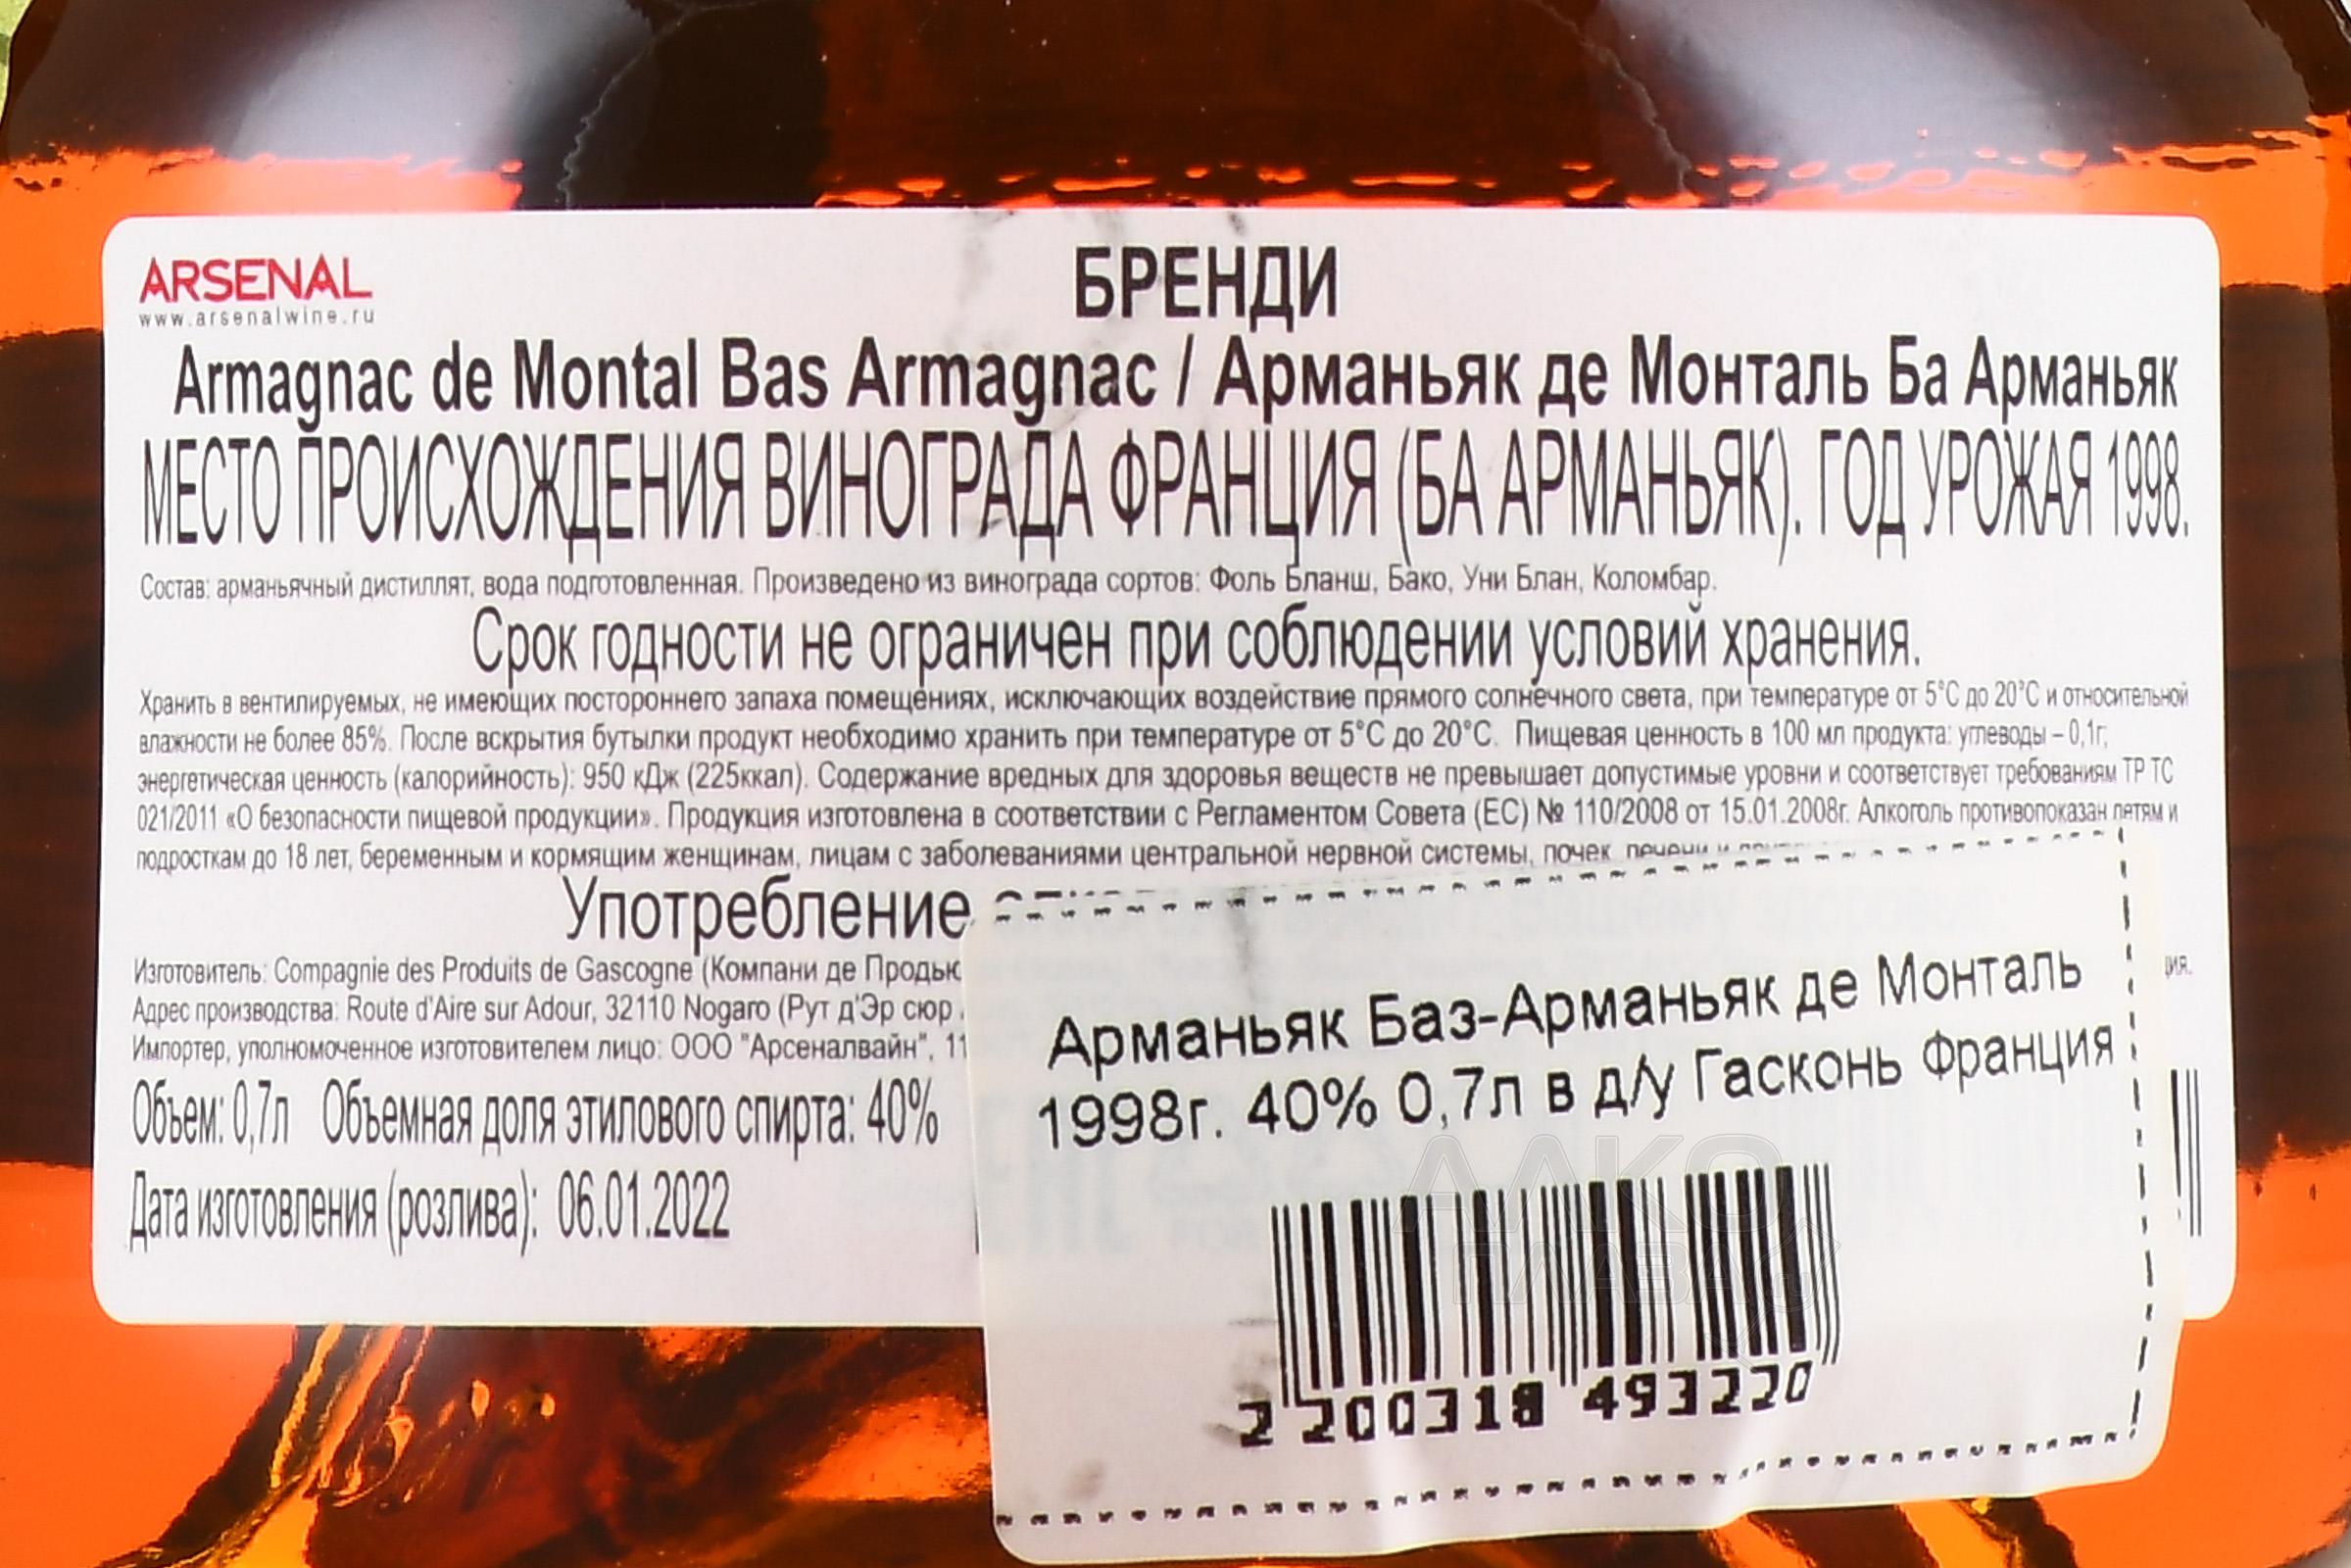 ARSENAL
www.arsenalwine.ru
БРЕНДИ
Armagnac de Montal Bas Armagnac / Арманьяк де Монталь Ба Арманьяк
МЕСТО ПРОИСХОЖДЕНИЯ ВИНОГРАДА ФРАНЦИЯ (БА АРМАНЬЯК). ГОД УРОЖАЯ 1998.
Состав: арманьячный дистиллят, вода подготовленная. Произведено из винограда сортов: Фоль Бланш, Бако, Уни Блан, Коломбар.
Срок годности не ограничен при соблюдении условий хранения.
Хранить в вентилируемых, не имеющих постороннего запаха помещениях, исключающих воздействие прямого солнечного света, при температуре от 5°С до 20°С и относительной
влажности не более 85%. После вскрытия бутылки продукт необходимо хранить при температуре от 5°С до 20°С. Пищевая ценность в 100 мл продукта: углеводы – 0,1г;
энергетическая ценность (калорийность): 950 кДж (225ккал). Содержание вредных для здоровья веществ не превышает допустимые уровни и соответствует требованиям ТР ТС
021/2011 «О безопасности пищевой продукции». Продукция изготовлена в соответствии с Регламентом Совета (ЕС) № 110/2008 от 15.01.2008г. Алкоголь противопоказан детям и
подросткам до 18 лет, беременным и кормящим женщинам, лицам с заболеваниями центральной нервной системы, почек, печени и
Употребление
Изготовитель: Compagnie des Produits de Gascogne (Компани де Продью
Адрес производства: Route d'Aire sur Adour, 32110 Nogaro (Рут д'Эр сюр
Импортер, уполномоченное изготовителем лицо: ООО "Арсеналвайн", 11
Объем: 0,7л Объемная доля этилового спирта: 40%
Дата изготовления (розлива): 06.01.2022
Арманьяк Баз-Арманьяк де Монталь
1998г. 40% 0,7л в д/у Гасконь Франция
2 200318 493220
АЛКО
ПЛАЗА